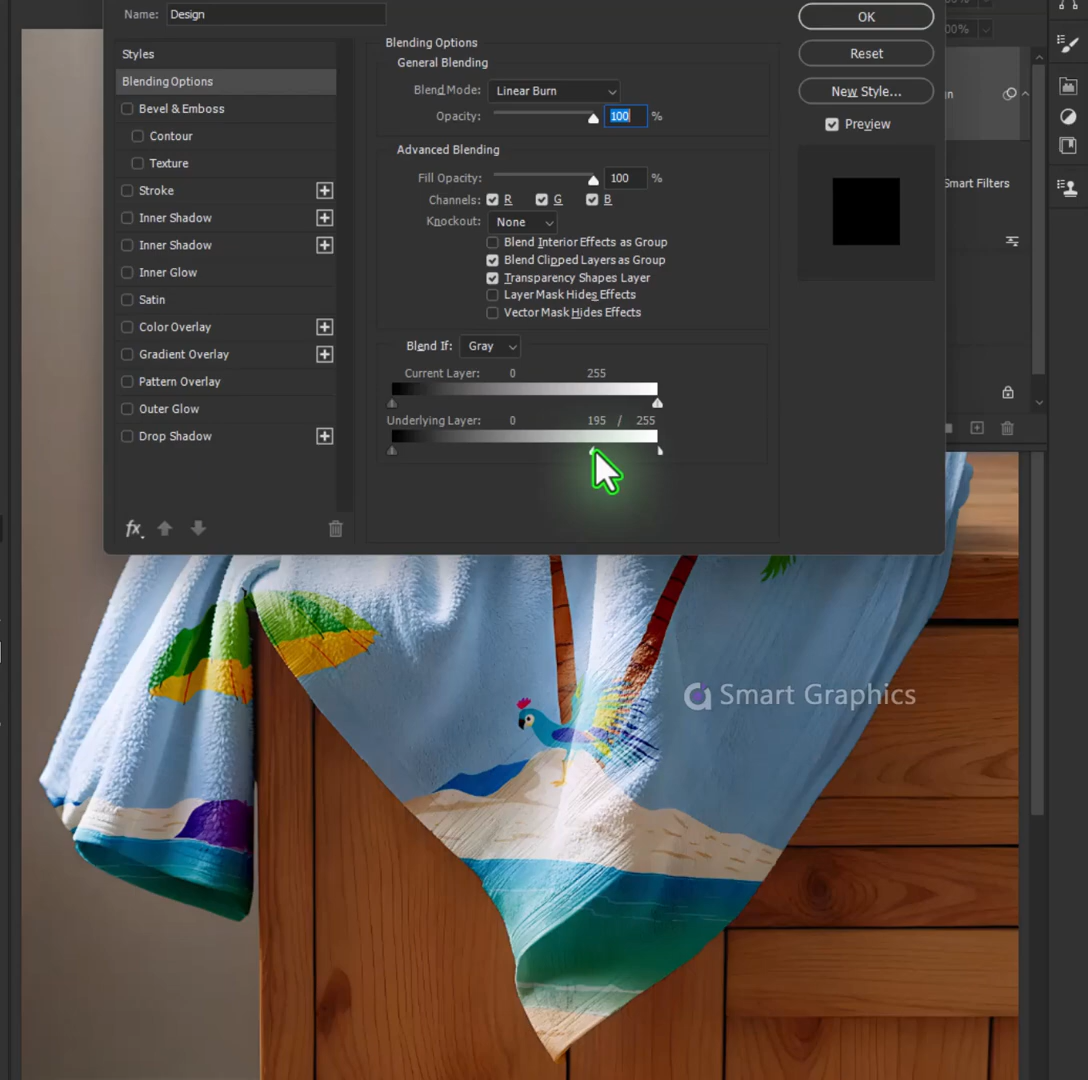 Name: Design
OK
Reset
New Style...
Preview
Styles
Blending Options
Bevel & Emboss
Contour
Texture
Stroke
Inner Shadow
Inner Shadow
Inner Glow
Satin
Color Overlay
Gradient Overlay
Pattern Overlay
Outer Glow
Drop Shadow
fx
Blending Options
General Blending
Blend Mode: Linear Burn
Opacity: 100 %
Advanced Blending
Fill Opacity: 100 %
Channels: R G B
Knockout: None
Blend Interior Effects as Group
Blend Clipped Layers as Group
Transparency Shapes Layer
Layer Mask Hides Effects
Vector Mask Hides Effects
Blend If: Gray
Current Layer: 0 255
Underlying Layer: 0 195 / 255
Smart Filters
Smart Graphics